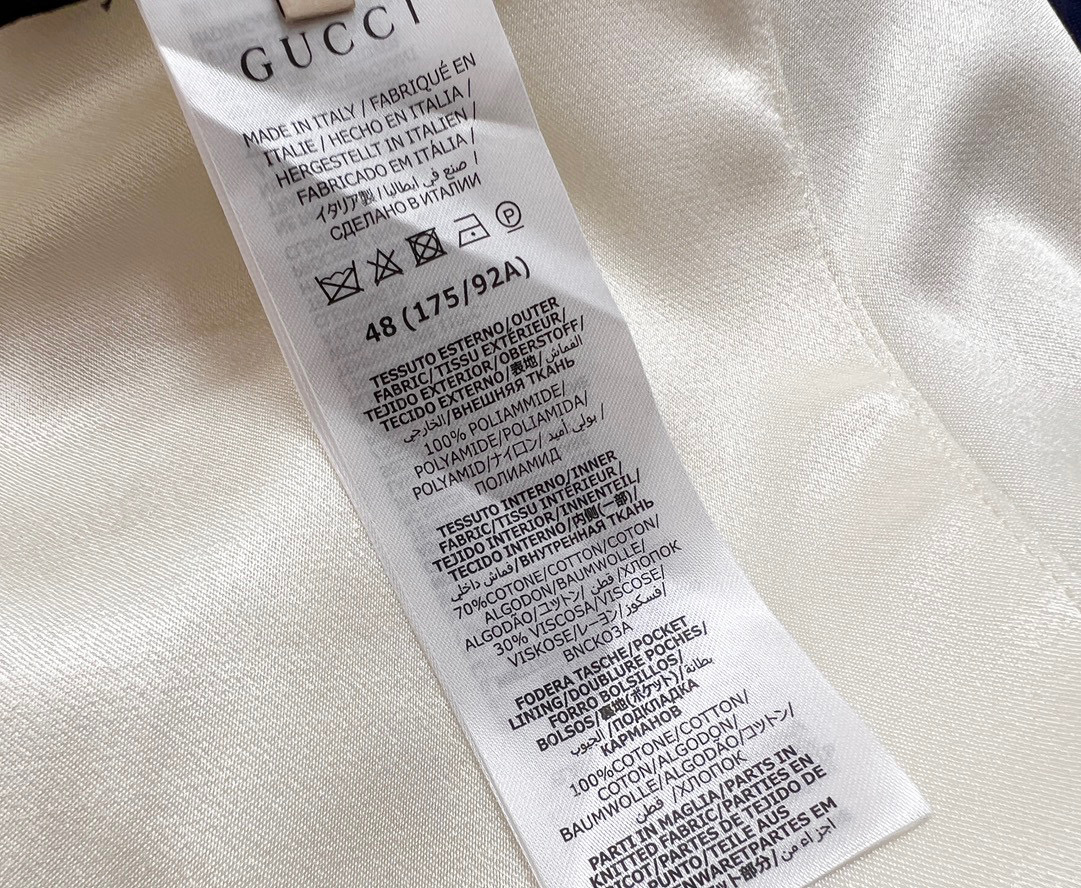 GUCCI
MADE IN ITALY / FABRIQUÉ EN
ITALIE / HECHO EN ITALIA /
HERGESTELLT IN ITALIEN /
FABRICADO EM ITÁLIA /
イタリア製 / صنع في ايطاليا /
СДЕЛАНО В ИТАЛИИ
P
48 (175/92A)
TESSUTO ESTERNO/OUTER
FABRIC/TISSU EXTÉRIEUR/
TEJIDO EXTERIOR/OBERSTOFF/
TECIDO EXTERNO/表地/القماش
الخارجي/ВНЕШНЯЯ ТКАНЬ
100% POLIAMMIDE/
POLYAMIDE/POLIAMIDA/
POLYAMID/ナイロン/بولي أميد/
ПОЛИАМИД
TESSUTO INTERNO/INNER
FABRIC/TISSU INTÉRIEUR/
TEJIDO INTERIOR/INNENTEIL/
TECIDO INTERNO/内側(一部)/
قماش داخلي/ВНУТРЕННАЯ ТКАНЬ
70%COTONE/COTTON/COTON/
ALGODON/BAUMWOLLE/
ALGODÃO/コットン/قطن/ХЛОПОК
30% VISCOSA/VISCOSE/
VISKOSE/レーヨン/فسكوز/
ВИСКОЗА
FODERA TASCHE/POCKET
LINING/DOUBLURE POCHES/
FORRO BOLSILLOS/
BOLSOS/裏地(ポケット)/بطانة
الجيوب/ПОДКЛАДКА
КАРМАНОВ
100%COTONE/COTTON/
COTON/ALGODON/
BAUMWOLLE/ALGODÃO/コットン/
قطن /ХЛОПОК
PARTI IN MAGLIA/PARTS IN
KNITTED FABRIC/PARTIES EN
TRICOT/PARTES DE TEJIDO DE
PUNTO/TEILE AUS
PARTES EM
اجزاء من